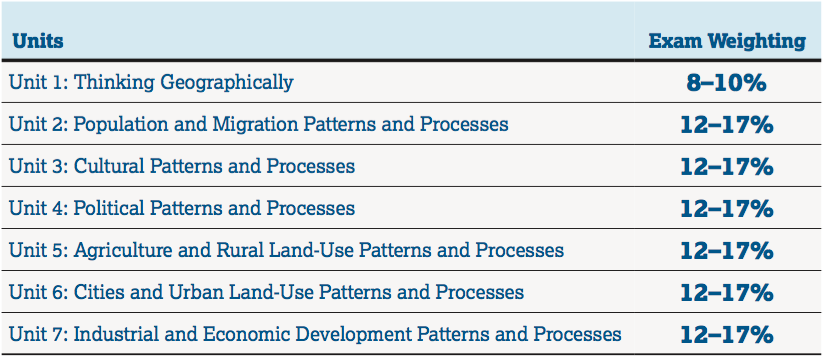 Units Exam Weighting
Unit 1: Thinking Geographically 8–10%
Unit 2: Population and Migration Patterns and Processes 12–17%
Unit 3: Cultural Patterns and Processes 12–17%
Unit 4: Political Patterns and Processes 12–17%
Unit 5: Agriculture and Rural Land-Use Patterns and Processes 12–17%
Unit 6: Cities and Urban Land-Use Patterns and Processes 12–17%
Unit 7: Industrial and Economic Development Patterns and Processes 12–17%